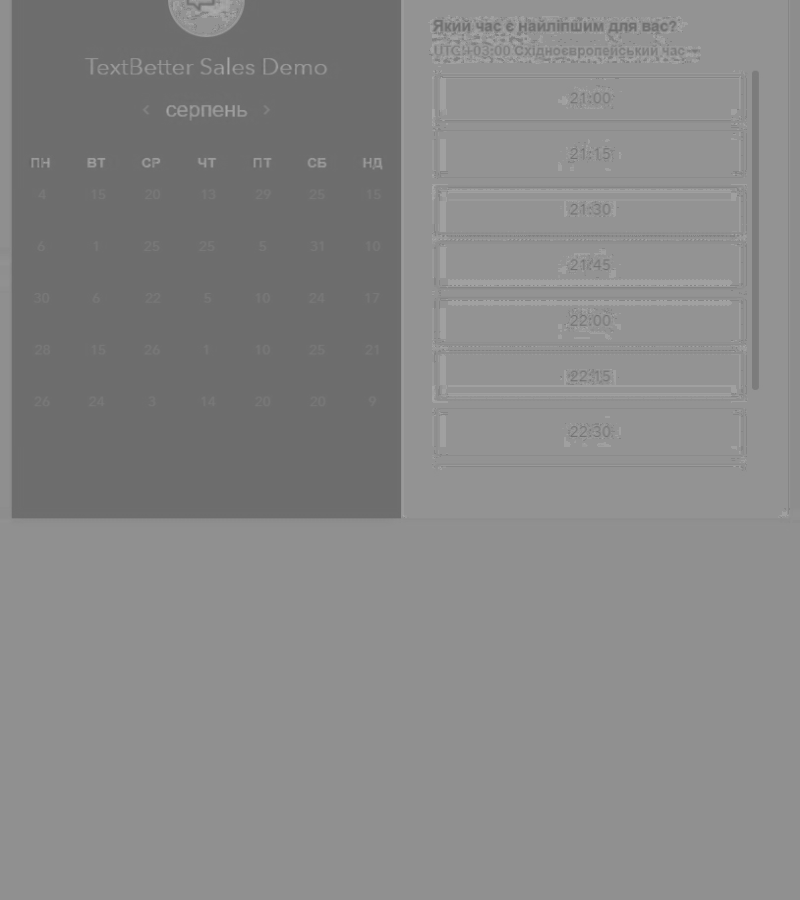 TextBetter Sales Demo
‹ серпень ›
ПН ВТ СР ЧТ ПТ СБ НД
4 15 20 13 29 25 15
6 1 25 25 5 31 10
30 6 22 5 10 24 17
28 15 26 1 10 25 21
26 24 3 14 20 20 9
Який час є найліпшим для вас?
UTC +03:00 Східноєвропейський час
21:00
21:15
21:30
21:45
22:00
22:15
22:30